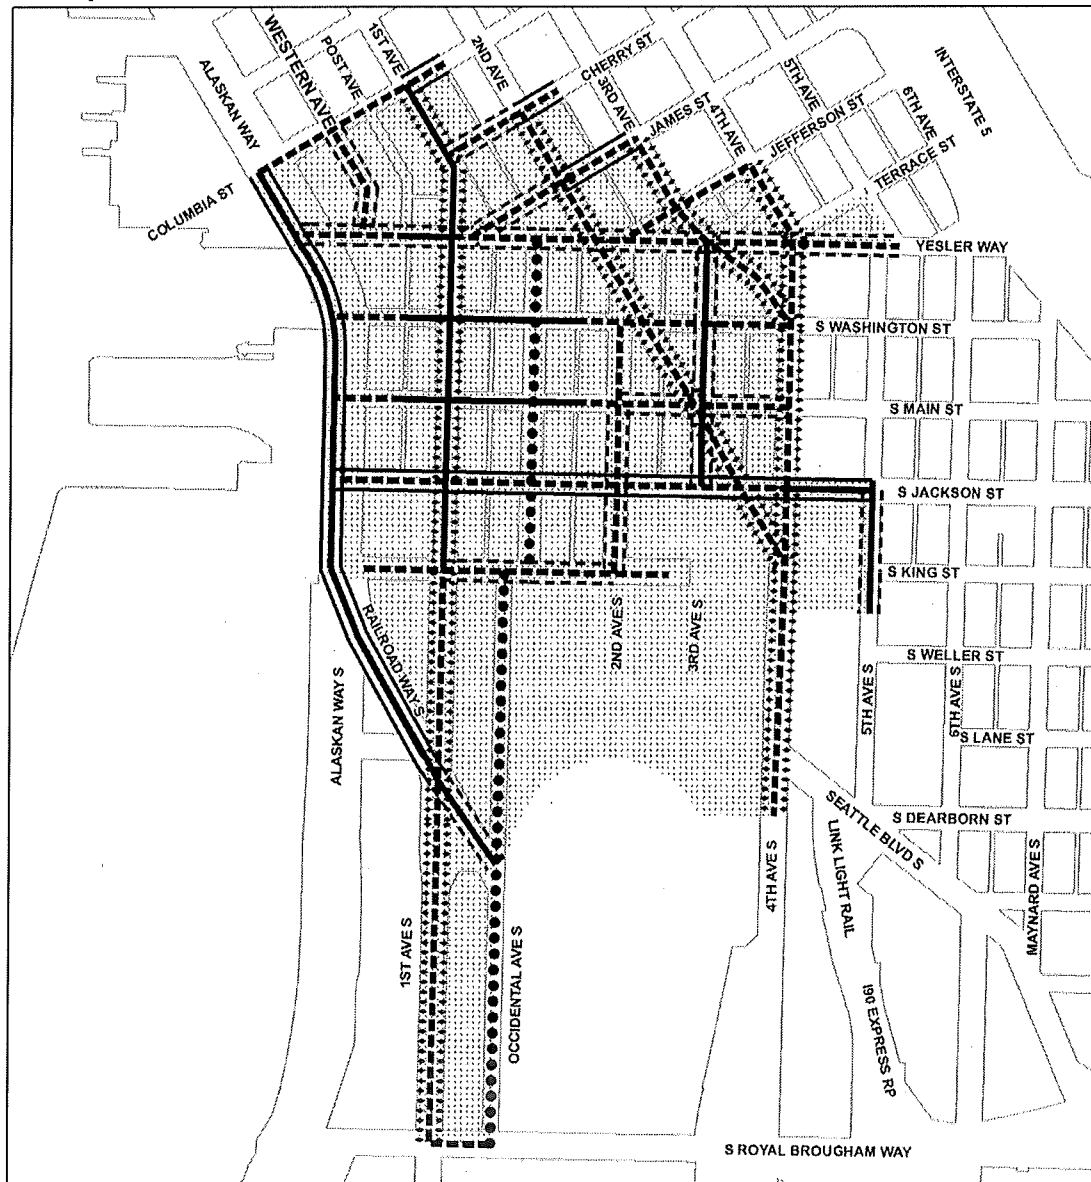 WESTERN AVE
POST AVE
1ST AVE
2ND AVE
CHERRY ST
3RD AVE
JAMES ST
4TH AVE
5TH AVE
JEFFERSON ST
6TH AVE
TERRACE ST
INTERSTATE 5
ALASKAN WAY
COLUMBIA ST
YESLER WAY
S WASHINGTON ST
S MAIN ST
S JACKSON ST
S KING ST
RAILROAD WAY S
2ND AVE S
3RD AVE S
S WELLER ST
ALASKAN WAY S
5TH AVE S
6TH AVE S
S LANE ST
SEATTLE BLVD S
S DEARBORN ST
4TH AVE S
LINK LIGHT RAIL
MAYNARD AVE S
1ST AVE S
OCCIDENTAL AVE S
I90 EXPRESS RP
S ROYAL BROUGHAM WAY